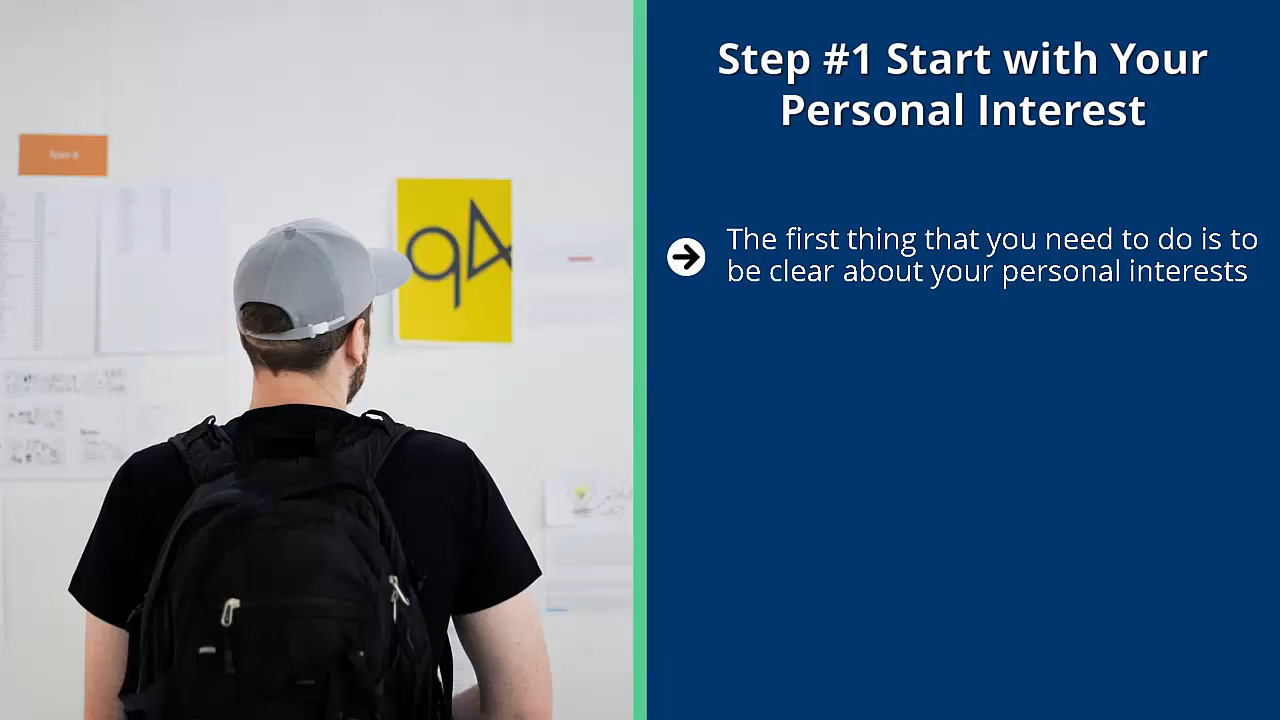 Step #1 Start with Your
Personal Interest
q4
The first thing that you need to do is to
be clear about your personal interests